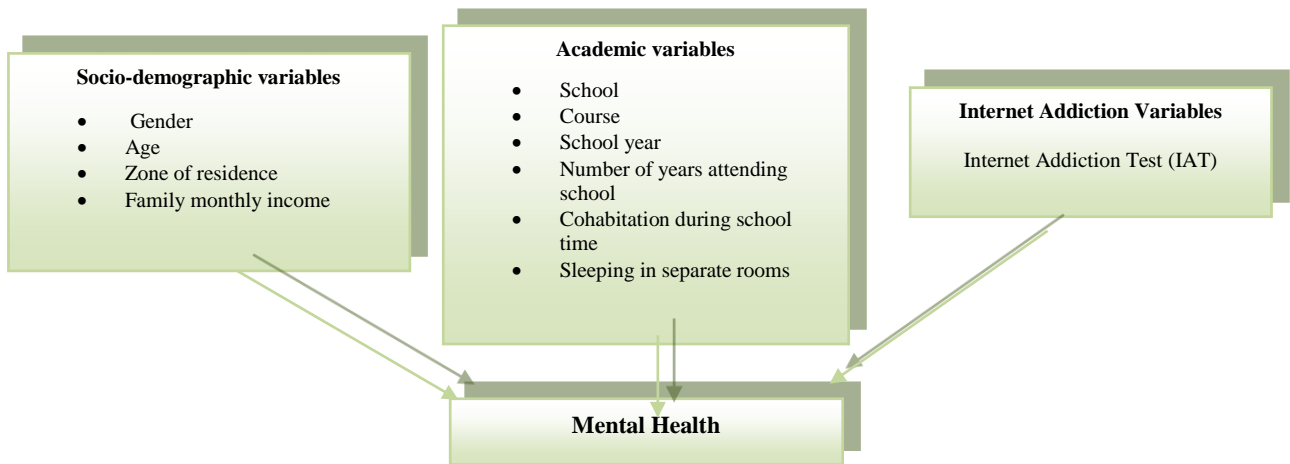 Socio-demographic variables
• Gender
• Age
• Zone of residence
• Family monthly income
Academic variables
• School
• Course
• School year
• Number of years attending
school
• Cohabitation during school
time
• Sleeping in separate rooms
Internet Addiction Variables
Internet Addiction Test (IAT)
Mental Health